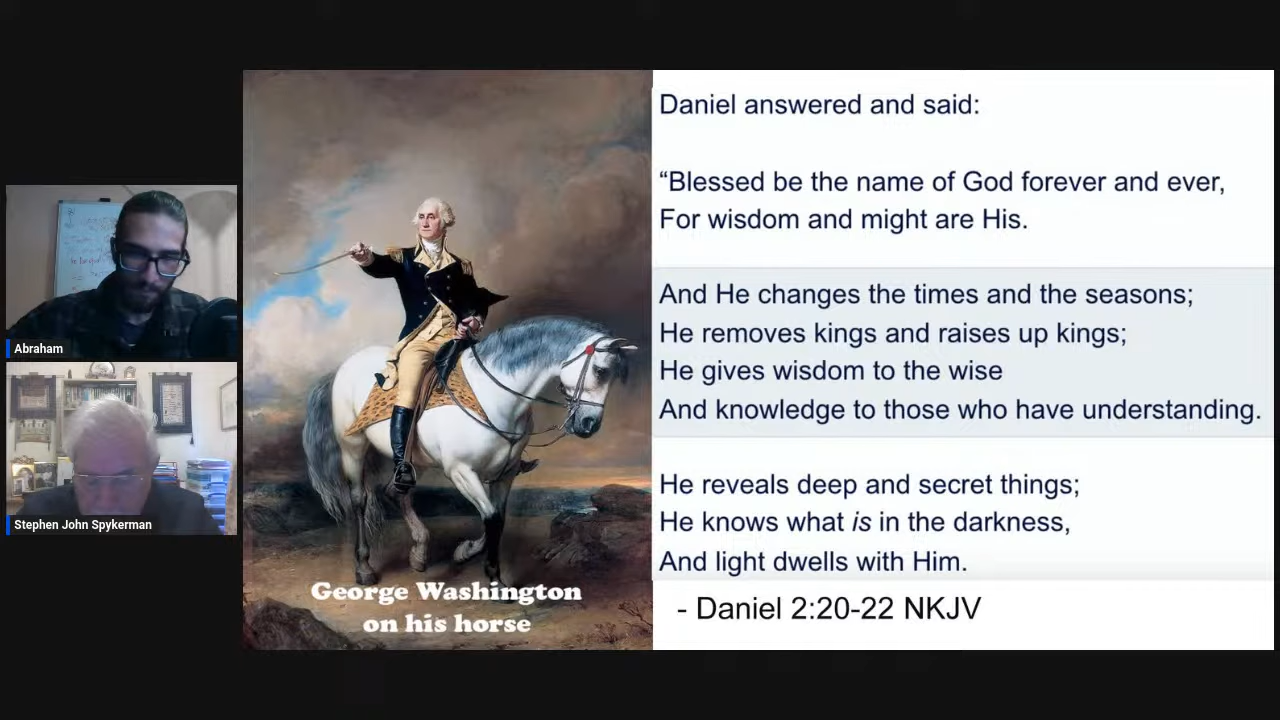 Abraham
Stephen John Spykerman
George Washington
on his horse
Daniel answered and said:
“Blessed be the name of God forever and ever,
For wisdom and might are His.
And He changes the times and the seasons;
He removes kings and raises up kings;
He gives wisdom to the wise
And knowledge to those who have understanding.
He reveals deep and secret things;
He knows what is in the darkness,
And light dwells with Him.
- Daniel 2:20-22 NKJV